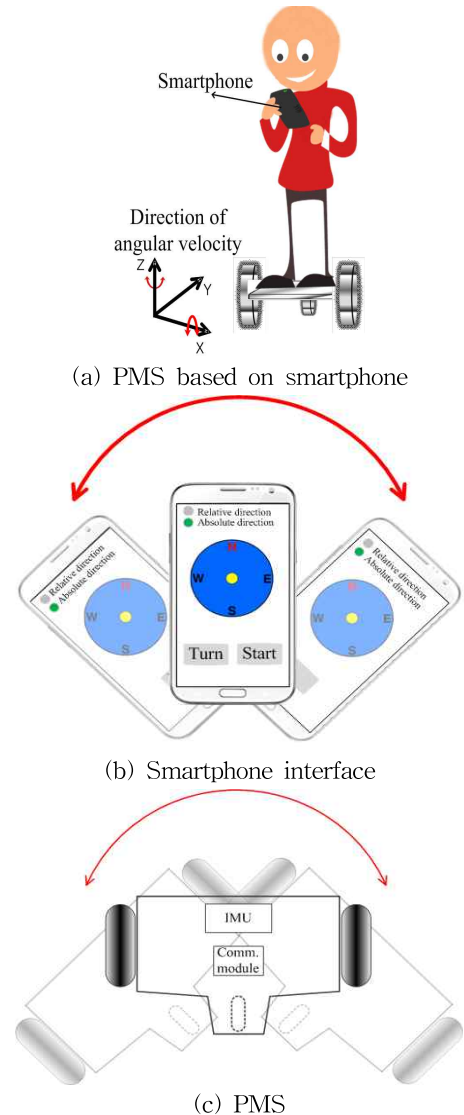 Smartphone
Direction of
angular velocity
Z
Y
X
(a) PMS based on smartphone
Relative direction
Absolute direction
N
W
E
S
Relative direction
Absolute direction
N
W
E
S
Turn
Start
Relative direction
Absolute direction
N
W
E
S
(b) Smartphone interface
IMU
Comm.
module
(c) PMS